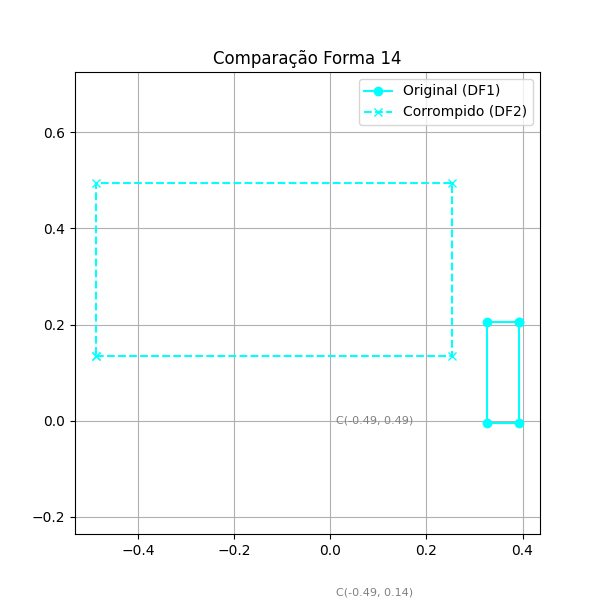 Comparação Forma 14
Original (DF1)
Corrompido (DF2)
0.6
0.4
0.2
0.0
−0.2
C(-0.49, 0.49)
−0.4
−0.2
0.0
0.2
0.4
C(-0.49, 0.14)